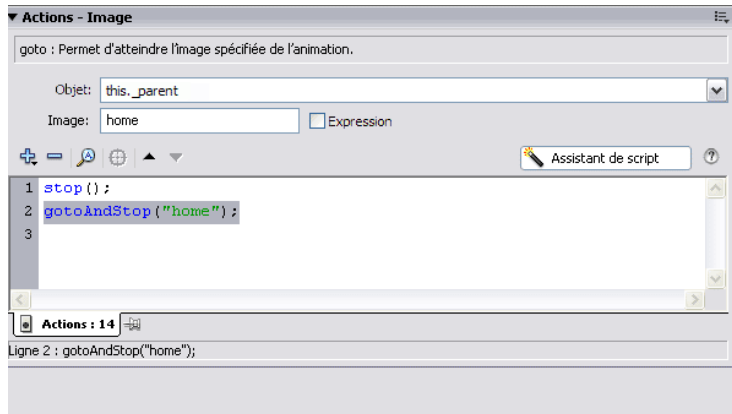 Actions - Image
goto : Permet d'atteindre l'image spécifiée de l'animation.
Objet: this._parent
Image: home Expression
Assistant de script
1 stop();
2 gotoAndStop("home");
3
Actions : 14
Ligne 2 : gotoAndStop("home");